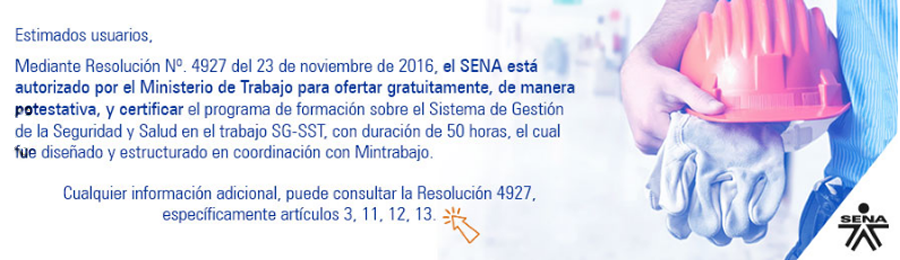 Estimados usuarios,
Mediante Resolución Nº. 4927 del 23 de noviembre de 2016, el SENA está
autorizado por el Ministerio de Trabajo para ofertar gratuitamente, de manera
potestativa, y certificar el programa de formación sobre el Sistema de Gestión
de la Seguridad y Salud en el trabajo SG-SST, con duración de 50 horas, el cual
fue diseñado y estructurado en coordinación con Mintrabajo.
Cualquier información adicional, puede consultar la Resolución 4927,
específicamente artículos 3, 11, 12, 13.
SENA